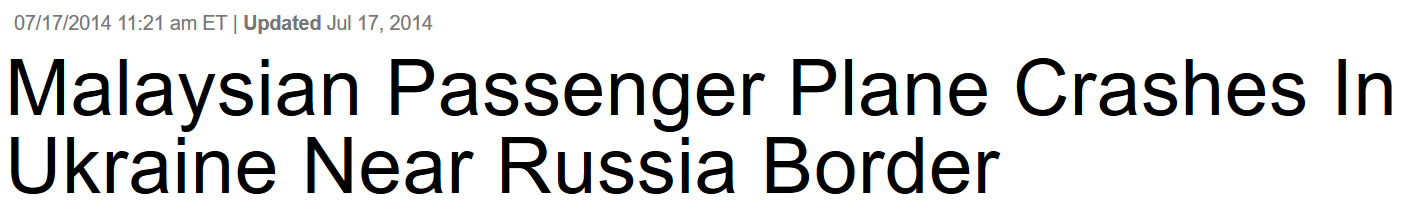 07/17/2014 11:21 am ET | Updated Jul 17, 2014
Malaysian Passenger Plane Crashes In
Ukraine Near Russia Border